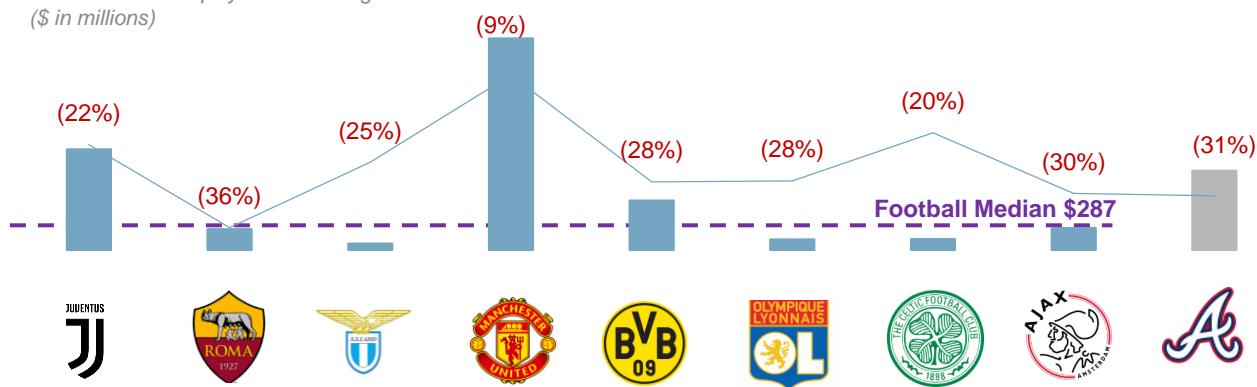 ($ in millions)
(9%)
(22%)
(20%)
(25%)
(28%)
(28%)
(30%)
(31%)
(36%)
Football Median $287
JUVENTUS
ROMA
1927
S.S.LAZIO
MANCHESTER
UNITED
BVB
09
OLYMPIQUE
LYONNAIS
OL
THE CELTIC FOOTBALL CLUB
1888
AJAX
AMSTERDAM
A